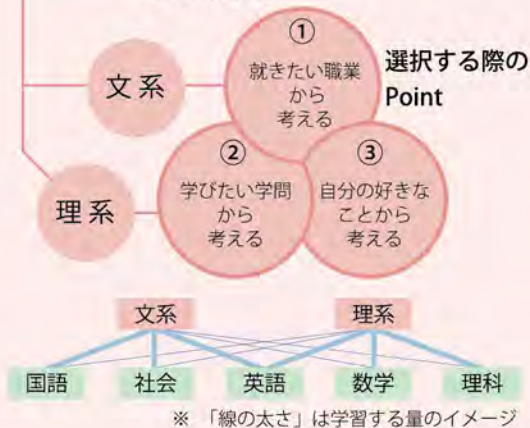 文系
理系
選択する際の
Point
①
就きたい職業
から
考える
②
学びたい学問
から
考える
③
自分の好きな
ことから
考える
文系 理系
国語 社会 英語 数学 理科
※ 「線の太さ」は学習する量のイメージ